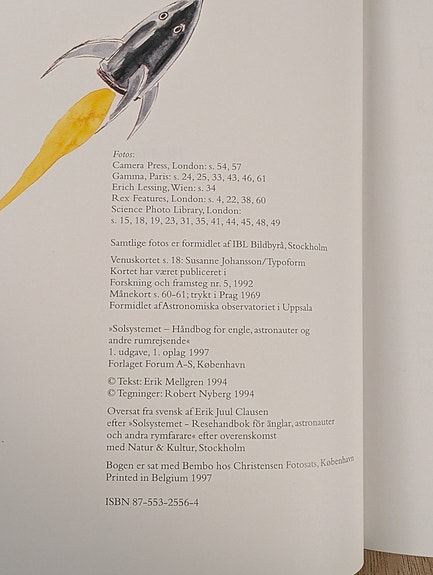 Fotos:
Camera Press, London: s. 54, 57
Gamma, Paris: s. 24, 25, 33, 43, 46, 61
Erich Lessing, Wien: s. 34
Rex Features, London: s. 4, 22, 38, 60
Science Photo Library, London:
s. 15, 18, 19, 23, 31, 35, 41, 44, 45, 48, 49
Samtlige fotos er formidlet af IBL Bildbyrå, Stockholm
Venuskortet s. 18: Susanne Johansson/Typoform
Kortet har været publiceret i
Forskning och framsteg nr. 5, 1992
Månekort s. 60-61; trykt i Prag 1969
Formidlet af Astronomiska observatoriet i Uppsala
»Solsystemet – Håndbog for engle, astronauter og
andre rumrejsende«
1. udgave, 1. oplag 1997
Forlaget Forum A-S, København
© Tekst: Erik Mellgren 1994
© Tegninger: Robert Nyberg 1994
Oversat fra svensk af Erik Juul Clausen
efter »Solsystemet - Resehandbok för änglar, astronauter
och andra rymfarare« efter overenskomst
med Natur & Kultur, Stockholm
Bogen er sat med Bembo hos Christensen Fotosats, København
Printed in Belgium 1997
ISBN 87-553-2556-4